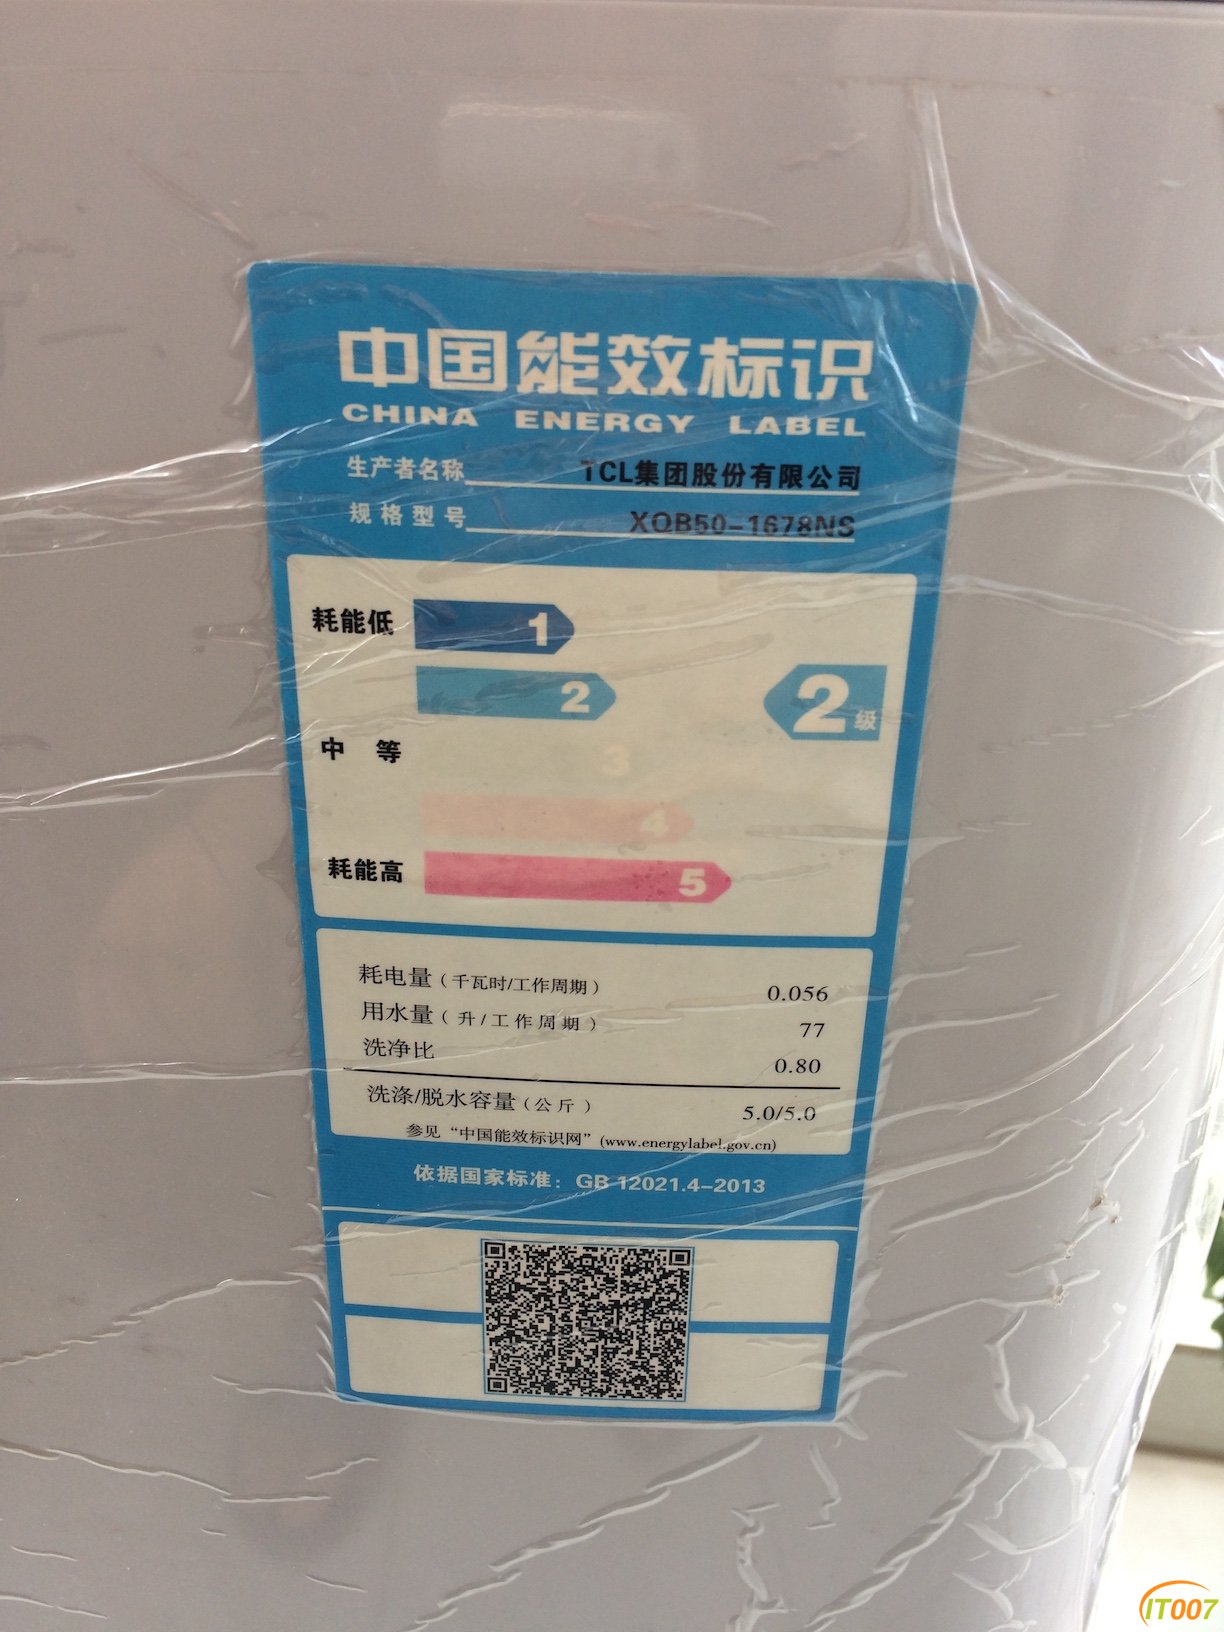 中国能效标识
CHINA ENERGY LABEL
生产者名称 TCL集团股份有限公司
规格型号 XQB50-1678NS
耗能低 1
2
2级
中等 3
4
耗能高 5
耗电量（千瓦时/工作周期） 0.056
用水量（升/工作周期） 77
洗净比 0.80
洗涤/脱水容量（公斤） 5.0/5.0
参见“中国能效标识网”(www.energylabel.gov.cn)
依据国家标准：GB 12021.4-2013
IT007